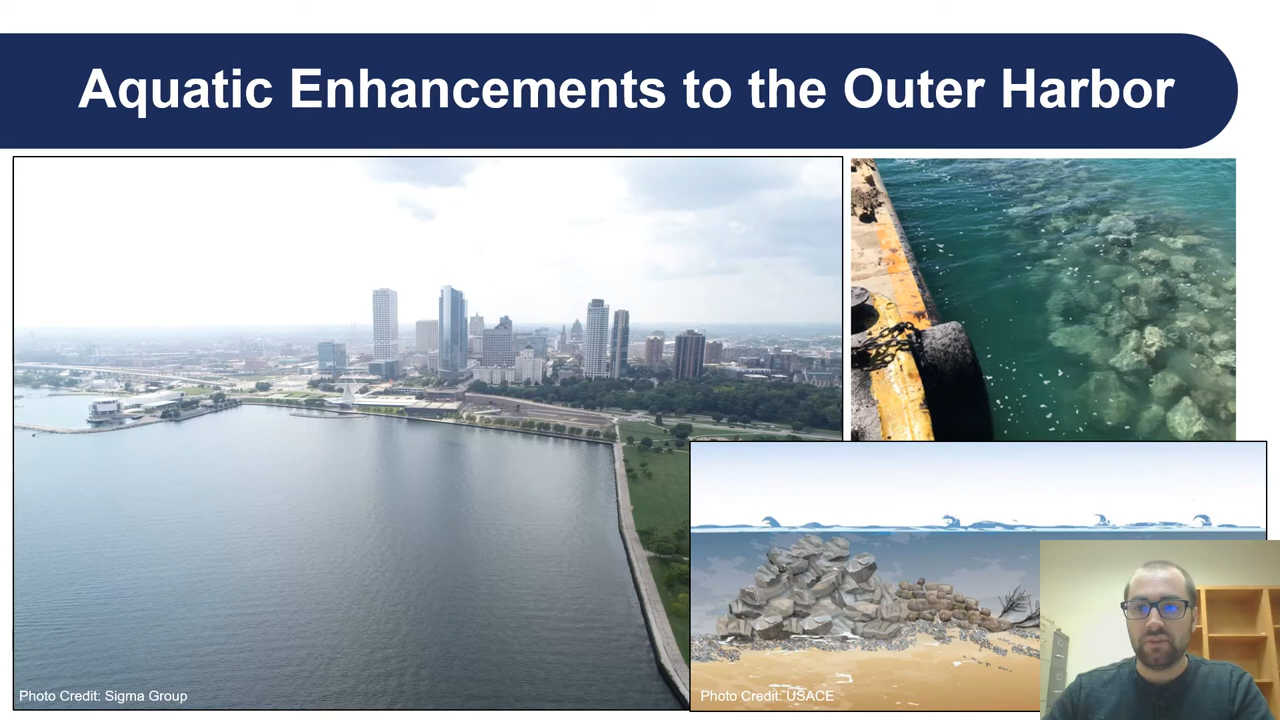 Aquatic Enhancements to the Outer Harbor
Photo Credit: Sigma Group
Photo Credit: USACE